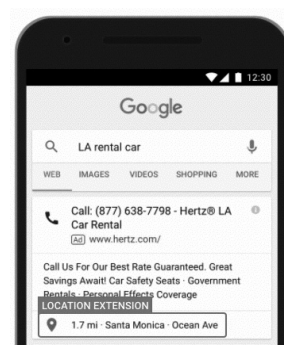 12:30
Google
LA rental car
WEB IMAGES VIDEOS SHOPPING MORE
Call: (877) 638-7798 - Hertz® LA
Car Rental
Ad www.hertz.com/
Call Us For Our Best Rate Guaranteed. Great
Savings Await! Car Safety Seats · Government
Rentals · Personal Effects Coverage
LOCATION EXTENSION
1.7 mi · Santa Monica · Ocean Ave